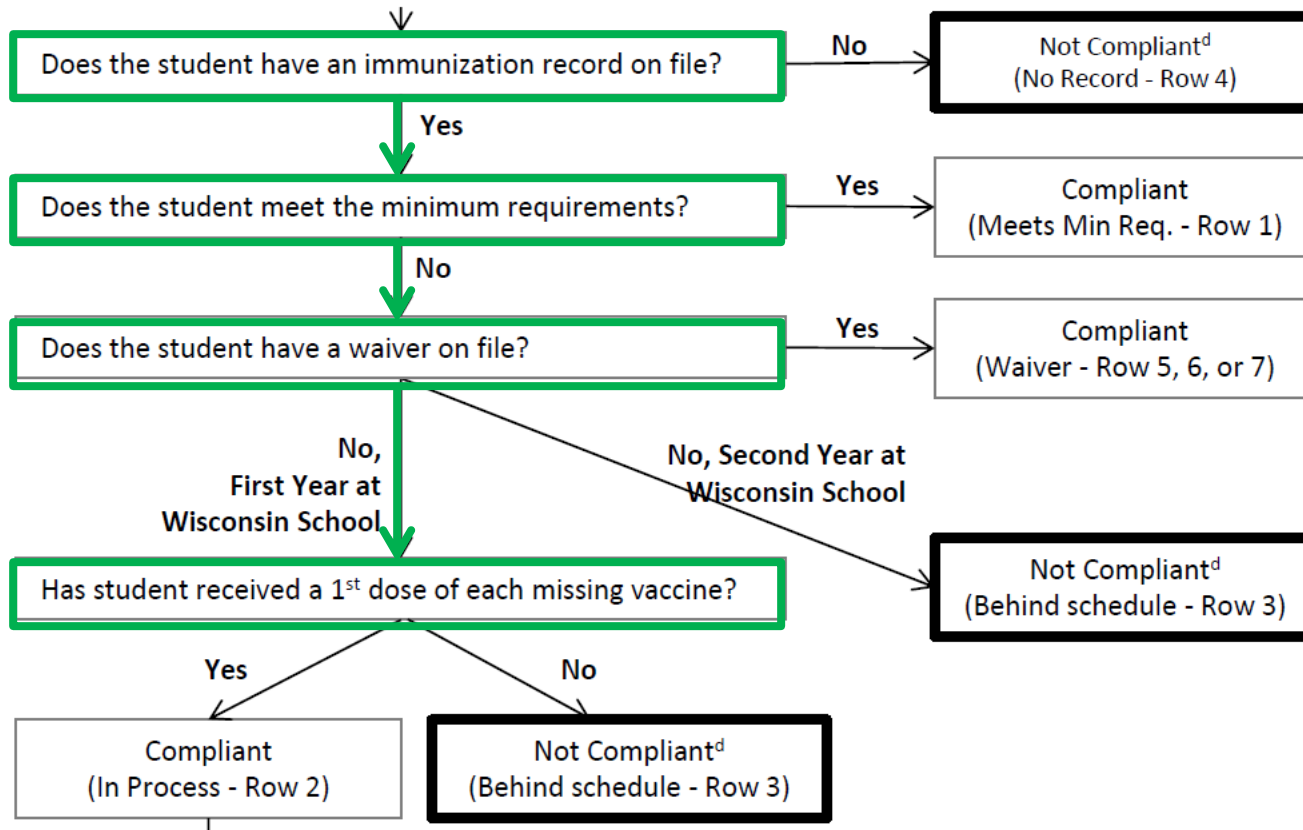 Does the student have an immunization record on file?
No
Not Compliantᵈ
(No Record - Row 4)
Yes
Does the student meet the minimum requirements?
Yes
Compliant
(Meets Min Req. - Row 1)
No
Does the student have a waiver on file?
Yes
Compliant
(Waiver - Row 5, 6, or 7)
No,
First Year at
Wisconsin School
No, Second Year at
Wisconsin School
Has student received a 1ˢᵗ dose of each missing vaccine?
Not Compliantᵈ
(Behind schedule - Row 3)
Yes
No
Compliant
(In Process - Row 2)
Not Compliantᵈ
(Behind schedule - Row 3)